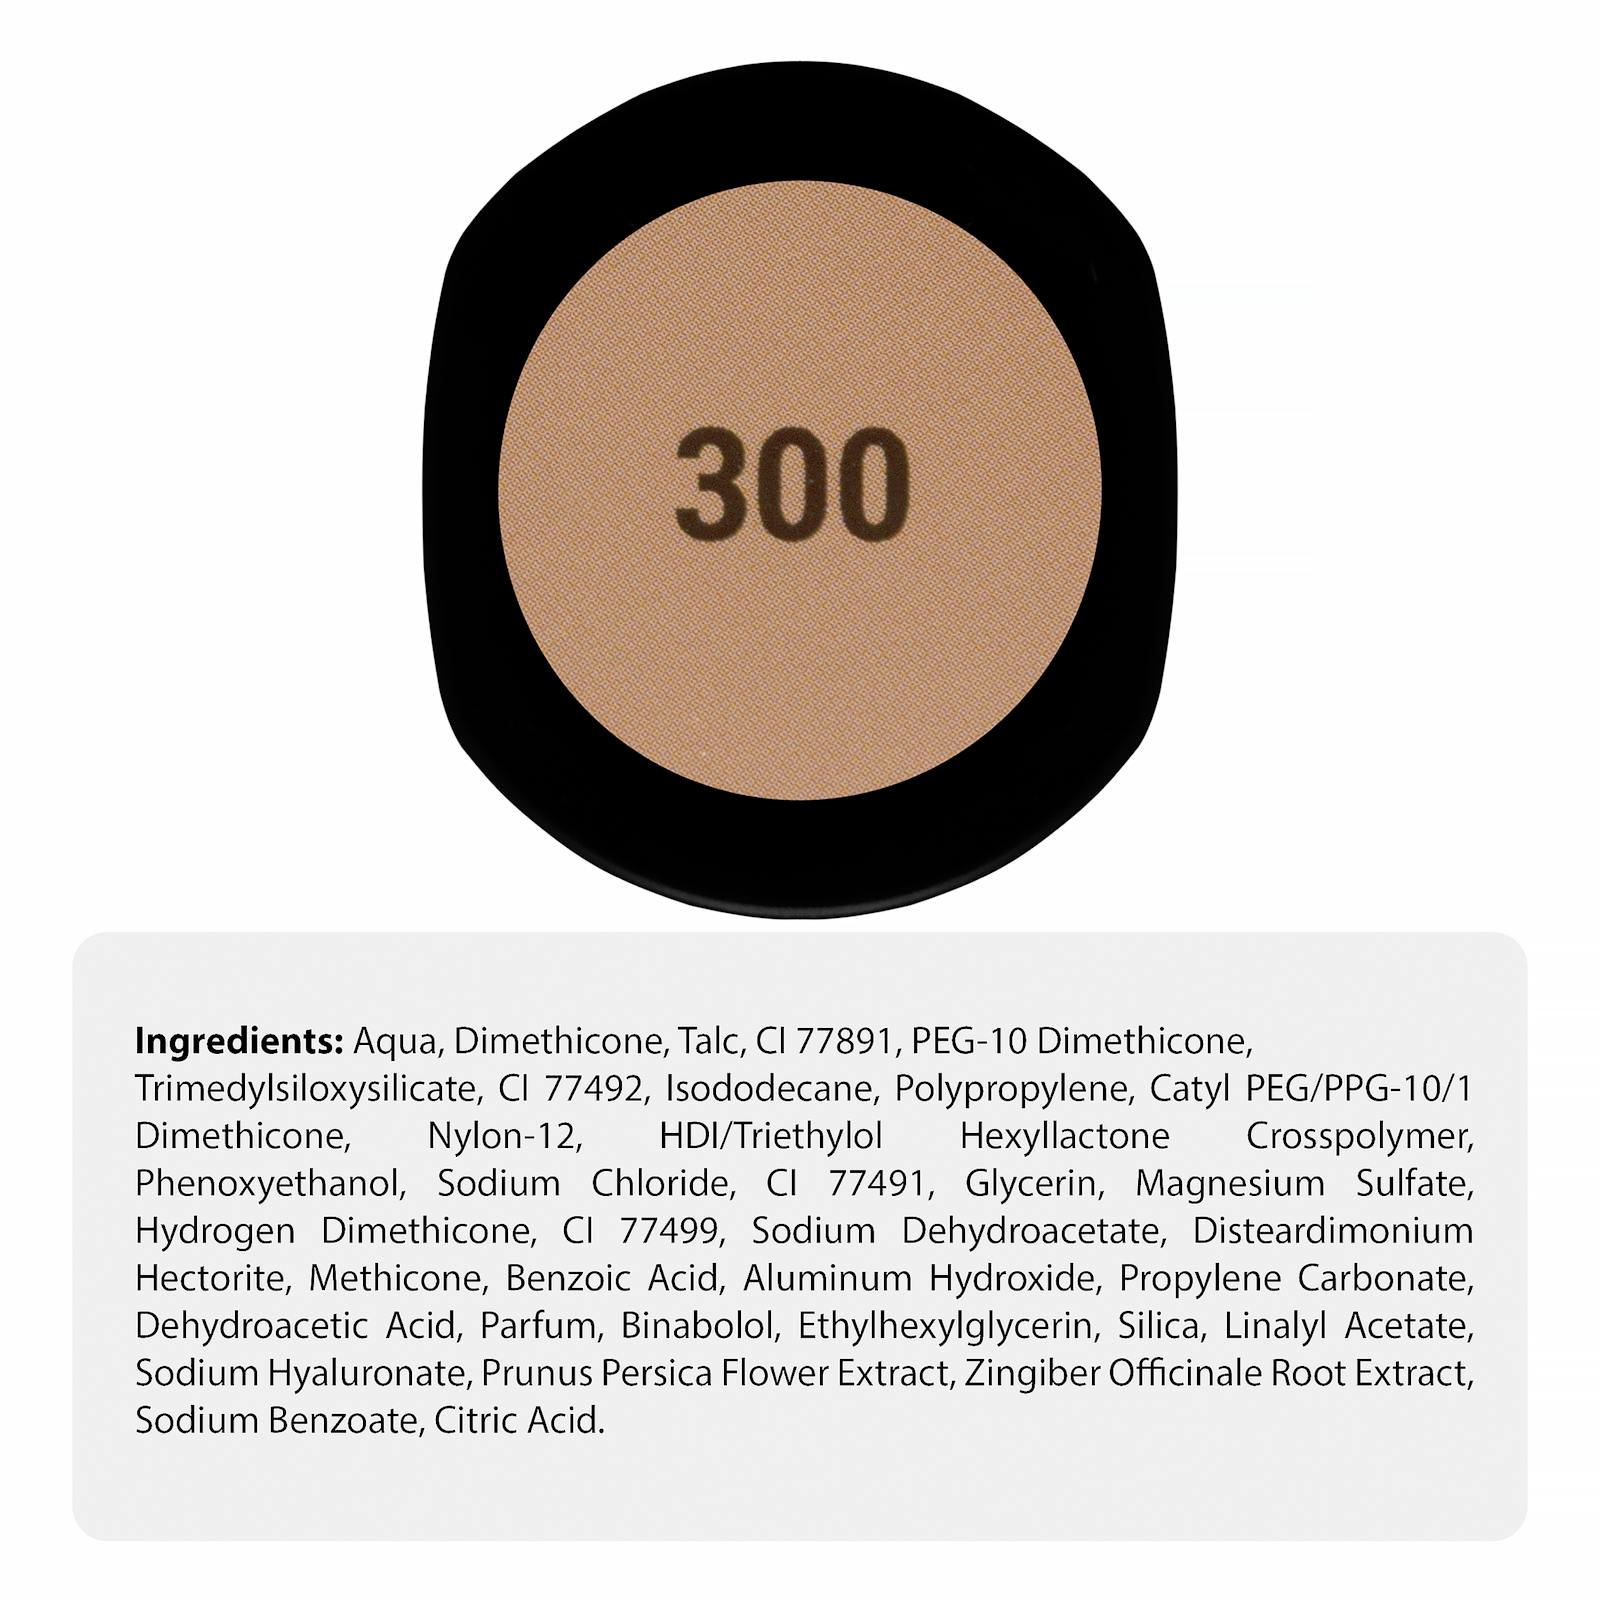 300
Ingredients: Aqua, Dimethicone, Talc, CI 77891, PEG-10 Dimethicone,
Trimedylsiloxysilicate, CI 77492, Isododecane, Polypropylene, Catyl PEG/PPG-10/1
Dimethicone, Nylon-12, HDI/Triethylol Hexyllactone Crosspolymer,
Phenoxyethanol, Sodium Chloride, CI 77491, Glycerin, Magnesium Sulfate,
Hydrogen Dimethicone, CI 77499, Sodium Dehydroacetate, Disteardimonium
Hectorite, Methicone, Benzoic Acid, Aluminum Hydroxide, Propylene Carbonate,
Dehydroacetic Acid, Parfum, Binabolol, Ethylhexylglycerin, Silica, Linalyl Acetate,
Sodium Hyaluronate, Prunus Persica Flower Extract, Zingiber Officinale Root Extract,
Sodium Benzoate, Citric Acid.